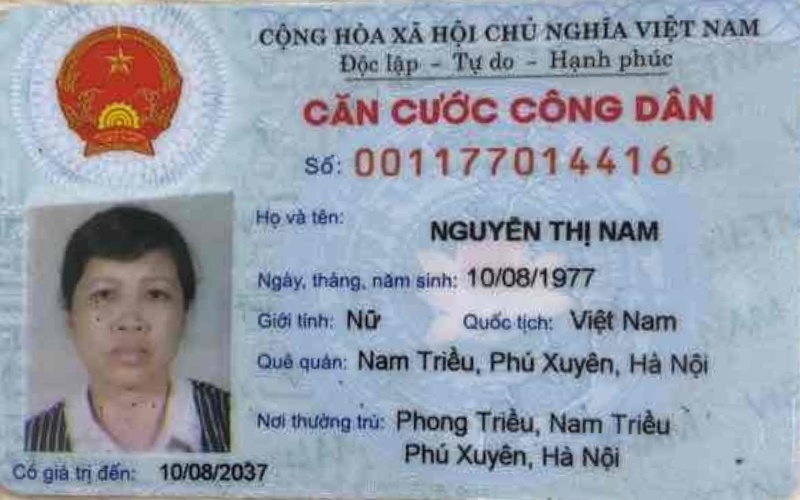 CỘNG HÒA XÃ HỘI CHỦ NGHĨA VIỆT NAM
Độc lập - Tự do - Hạnh phúc
CĂN CƯỚC CÔNG DÂN
Số: 001177014416
Họ và tên:
NGUYỄN THỊ NAM
Ngày, tháng, năm sinh: 10/08/1977
Giới tính: Nữ Quốc tịch: Việt Nam
Quê quán: Nam Triều, Phú Xuyên, Hà Nội
Nơi thường trú: Phong Triều, Nam Triều
Phú Xuyên, Hà Nội
Có giá trị đến: 10/08/2037